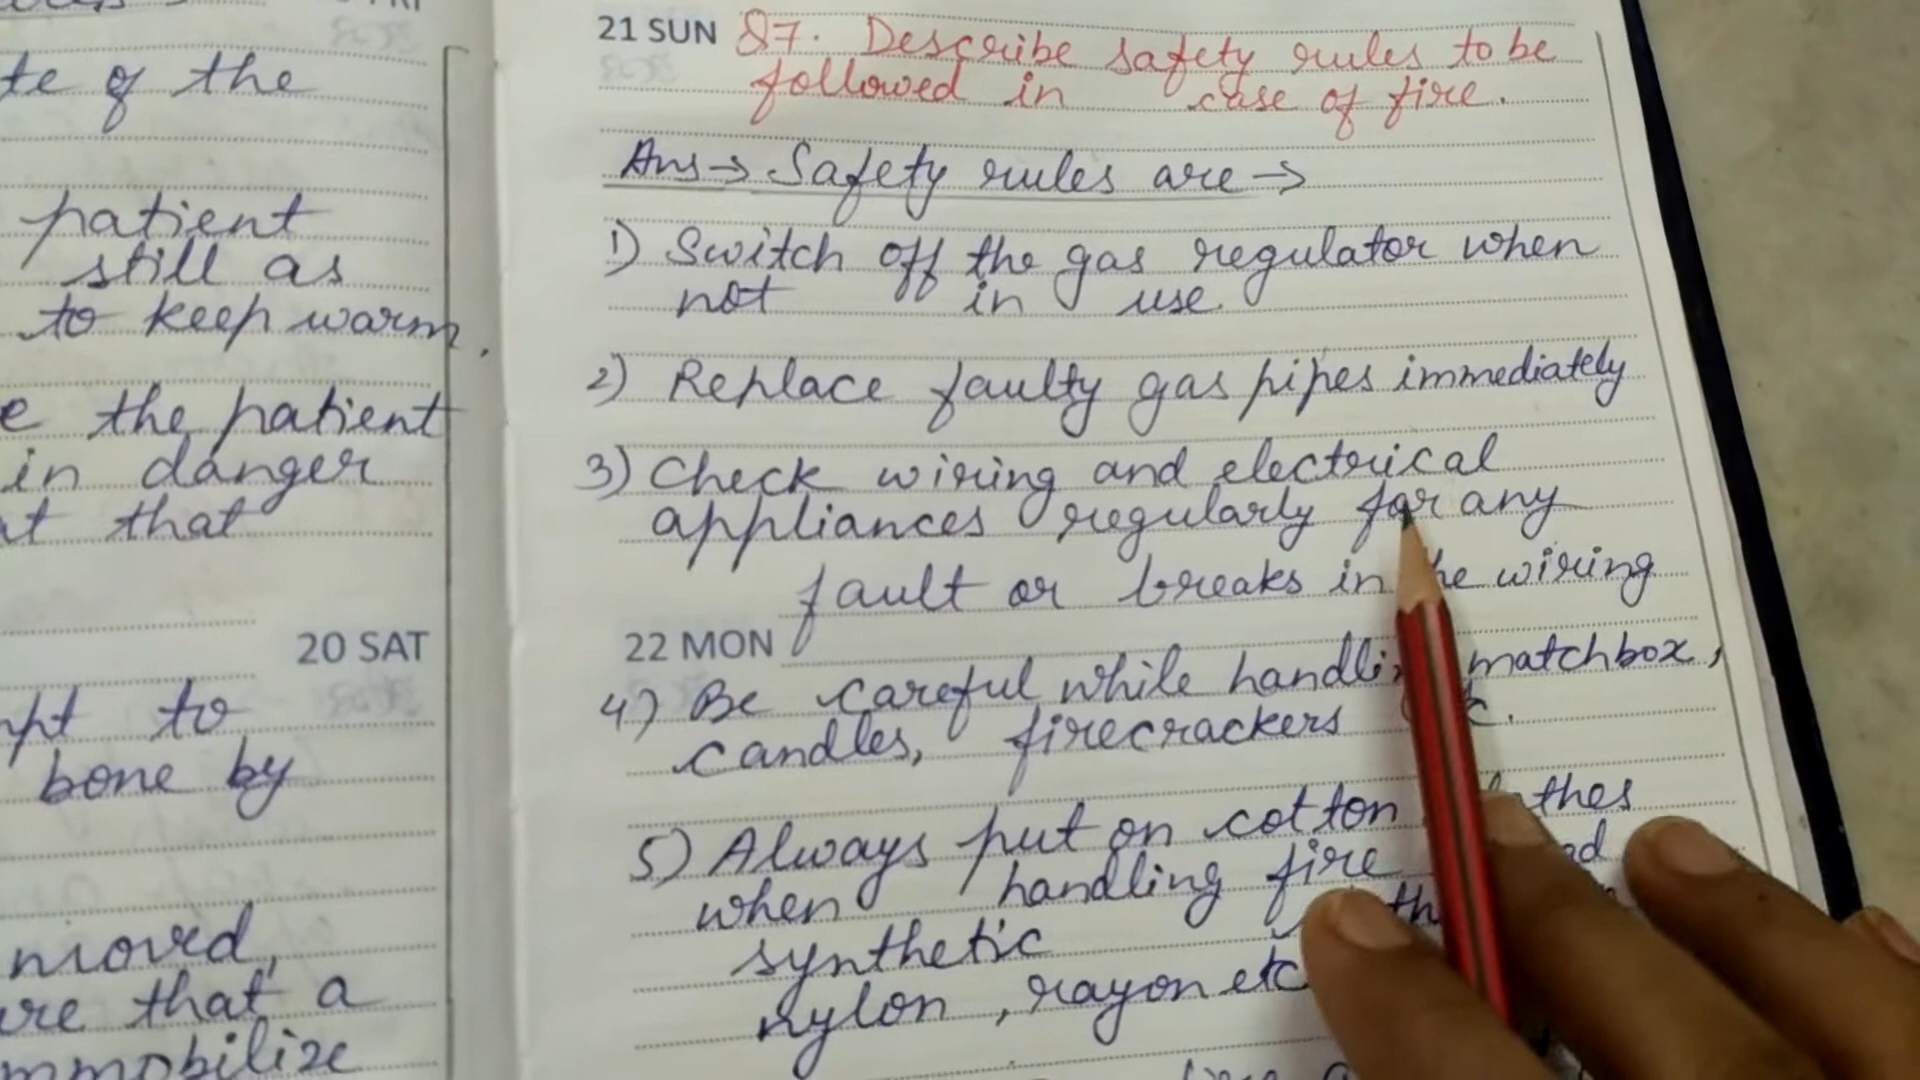 te of the
patient
still as
to keep warm.
the patient
in danger
that
20 SAT
to
bone by
moved,
that a
immobilize
21 SUN Q7. Describe safety rules to be
followed in case of fire.
Ans→ Safety rules are→
1) Switch off the gas regulator when
not in use
2) Replace faulty gas pipes immediately
3) Check wiring and electrical
appliances regularly for any
fault or breaks in the wiring
22 MON
4) Be careful while handling matchbox,
candles, firecrackers
5) Always put on cotton
when handling fire
synthetic
nylon, rayon etc